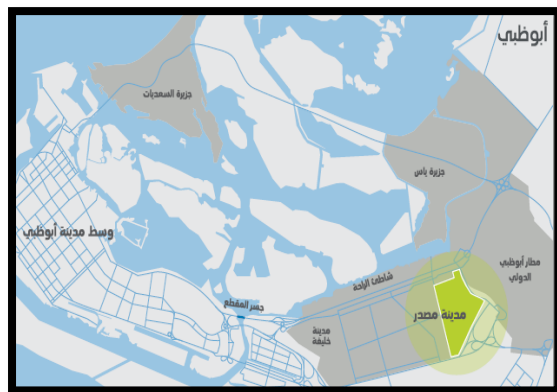 أبوظبي
جزيرة السعديات
جزيرة ياس
وسط مدينة أبوظبي
مطار أبوظبي
الدولي
شاطئ الراحة
جسر المقطع
مدينة مصدر
مدينة
خليفة